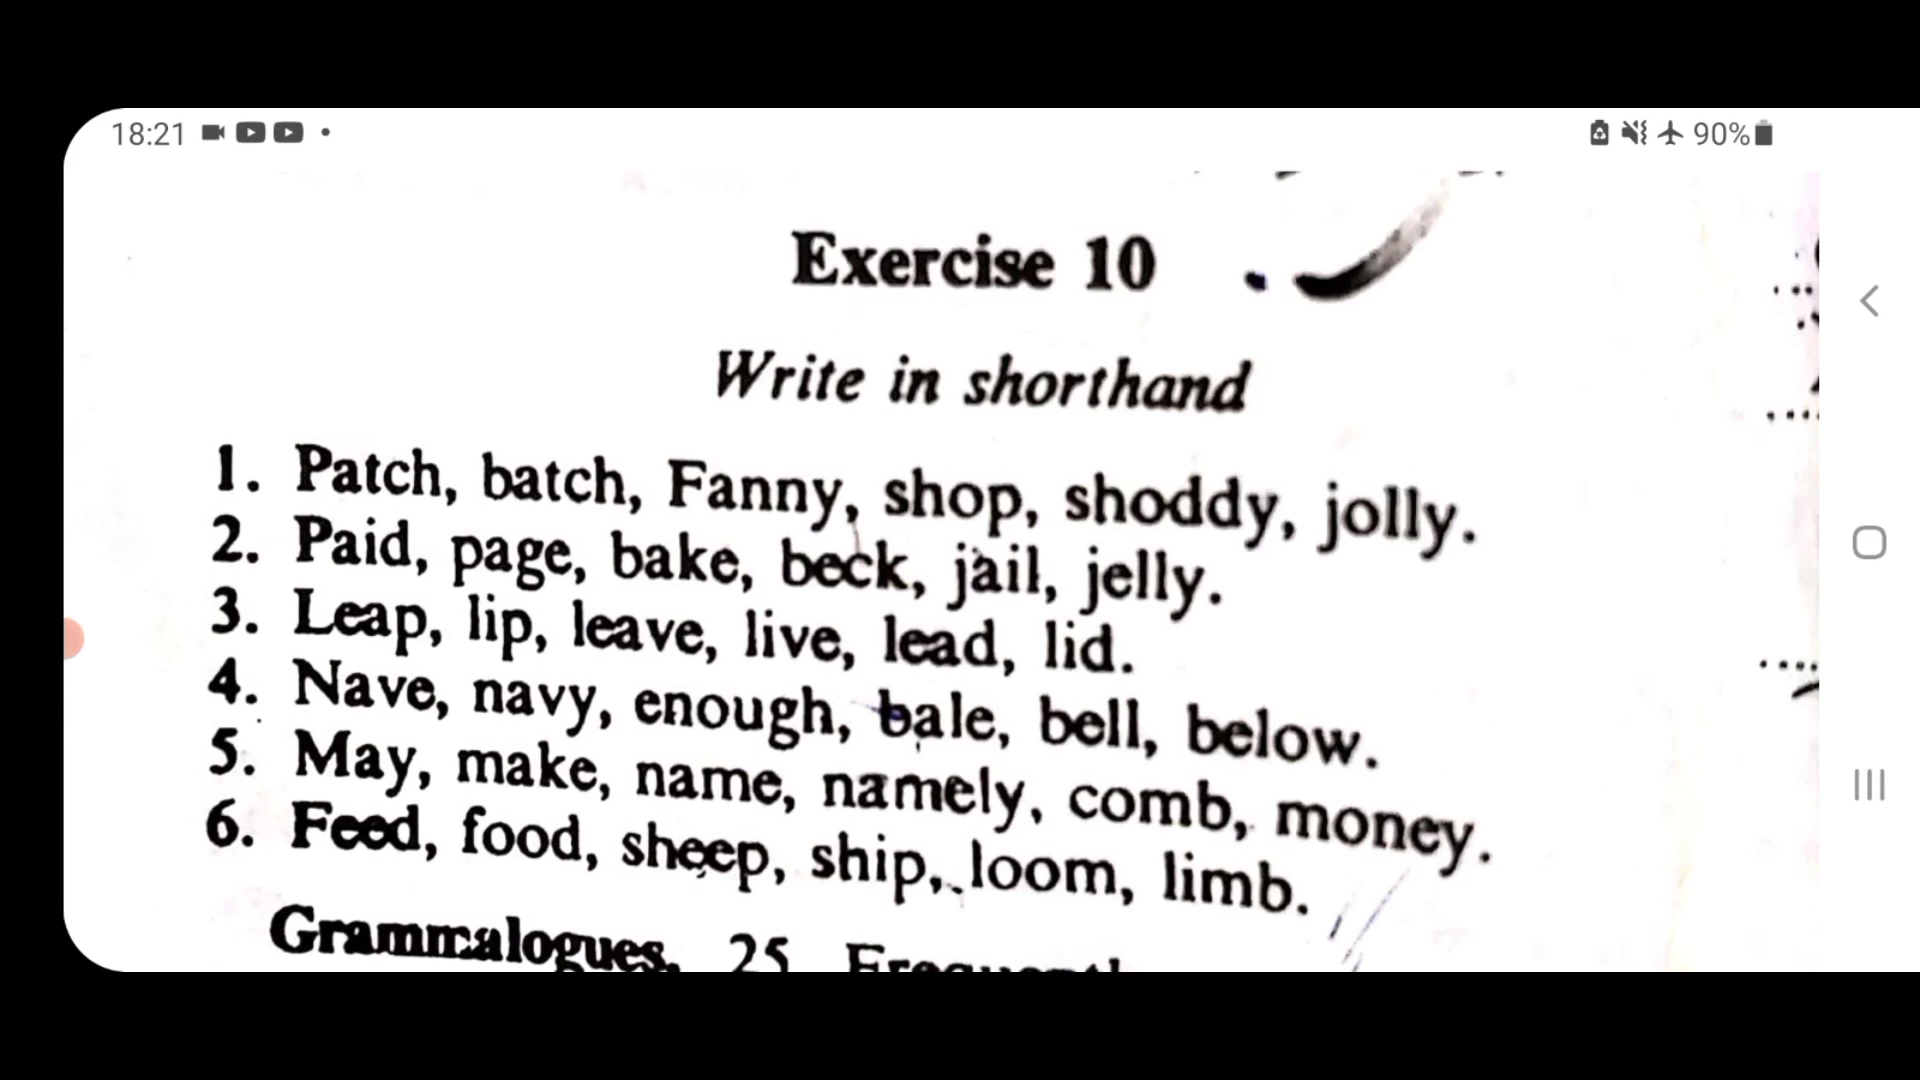 18:21
90%
Exercise 10
Write in shorthand
1. Patch, batch, Fanny, shop, shoddy, jolly.
2. Paid, page, bake, beck, jail, jelly.
3. Leap, lip, leave, live, lead, lid.
4. Nave, navy, enough, bale, bell, below.
5. May, make, name, namely, comb, money.
6. Feed, food, sheep, ship, loom, limb.
Grammalogues. 25